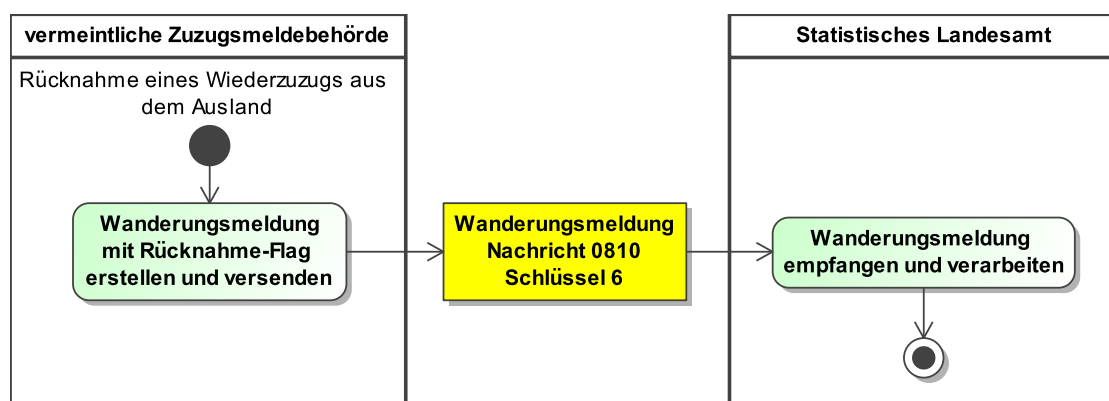 vermeintliche Zuzugsmeldebehörde
Statistisches Landesamt
Rücknahme eines Wiederzuzugs aus
dem Ausland
Wanderungsmeldung
mit Rücknahme-Flag
erstellen und versenden
Wanderungsmeldung
Nachricht 0810
Schlüssel 6
Wanderungsmeldung
empfangen und verarbeiten